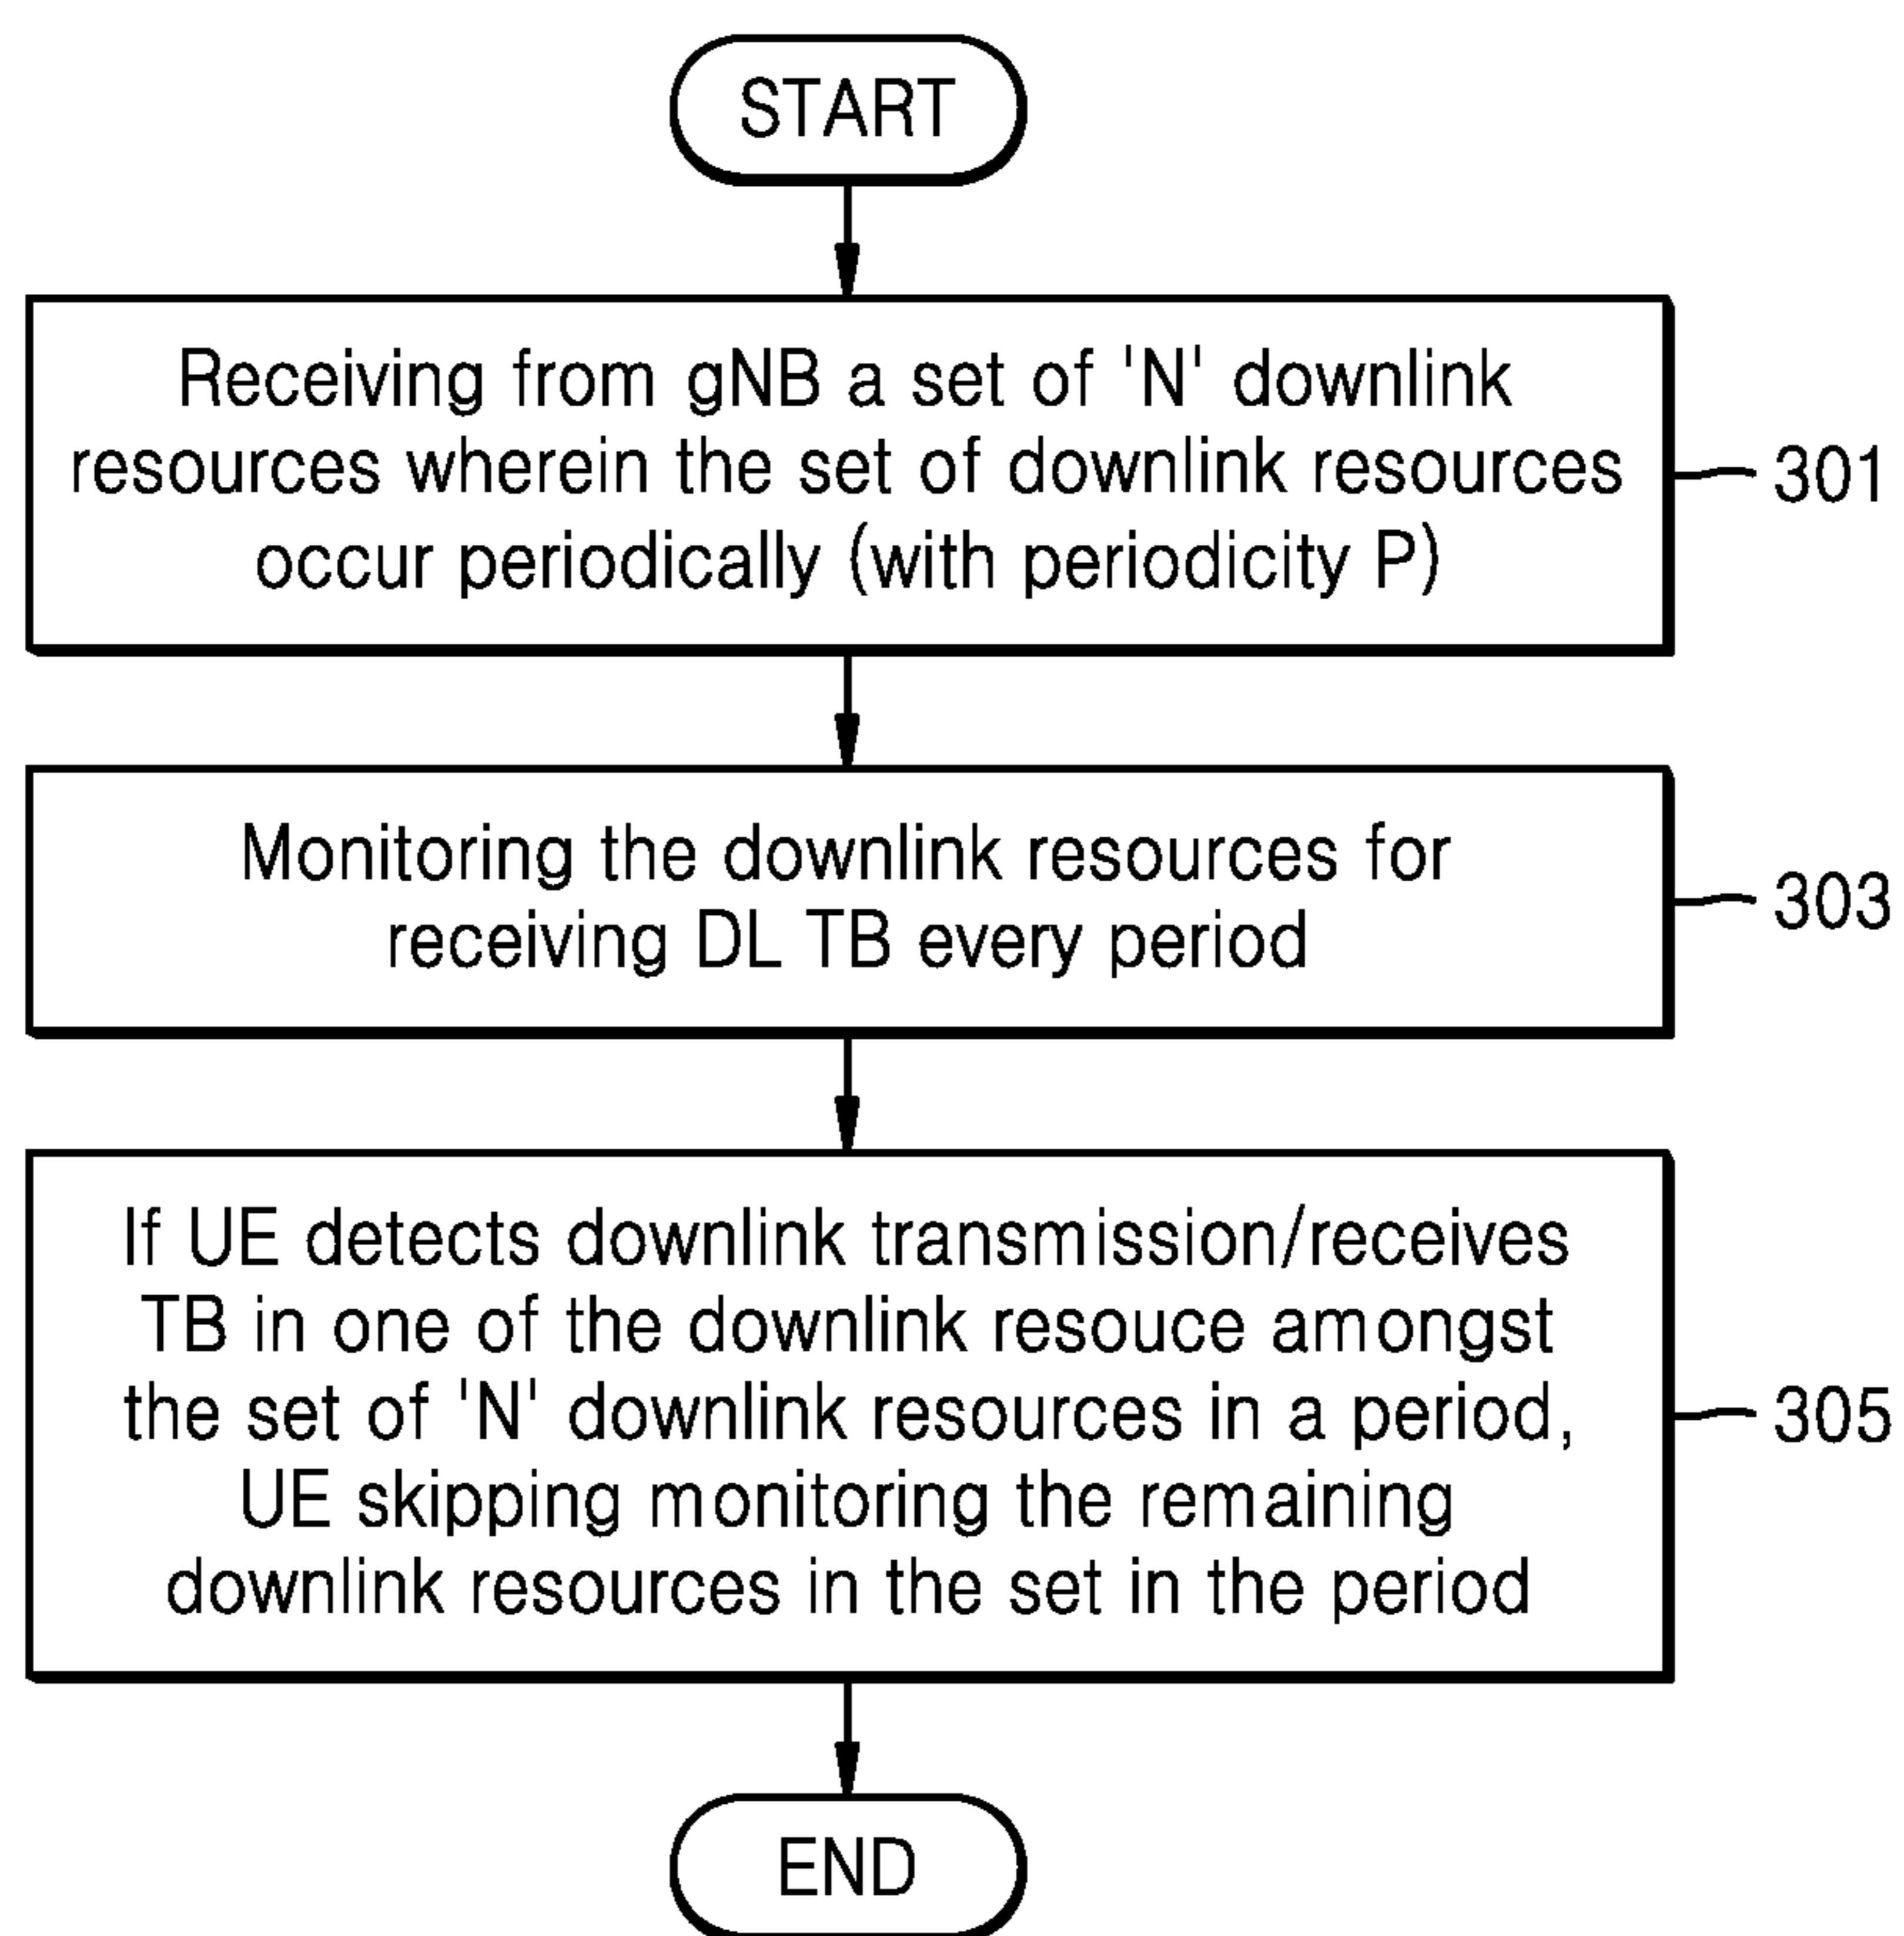 START
Receiving from gNB a set of 'N' downlink
resources wherein the set of downlink resources
occur periodically (with periodicity P)
301
Monitoring the downlink resources for
receiving DL TB every period
303
If UE detects downlink transmission/receives
TB in one of the downlink resouce amongst
the set of 'N' downlink resources in a period,
UE skipping monitoring the remaining
downlink resources in the set in the period
305
END